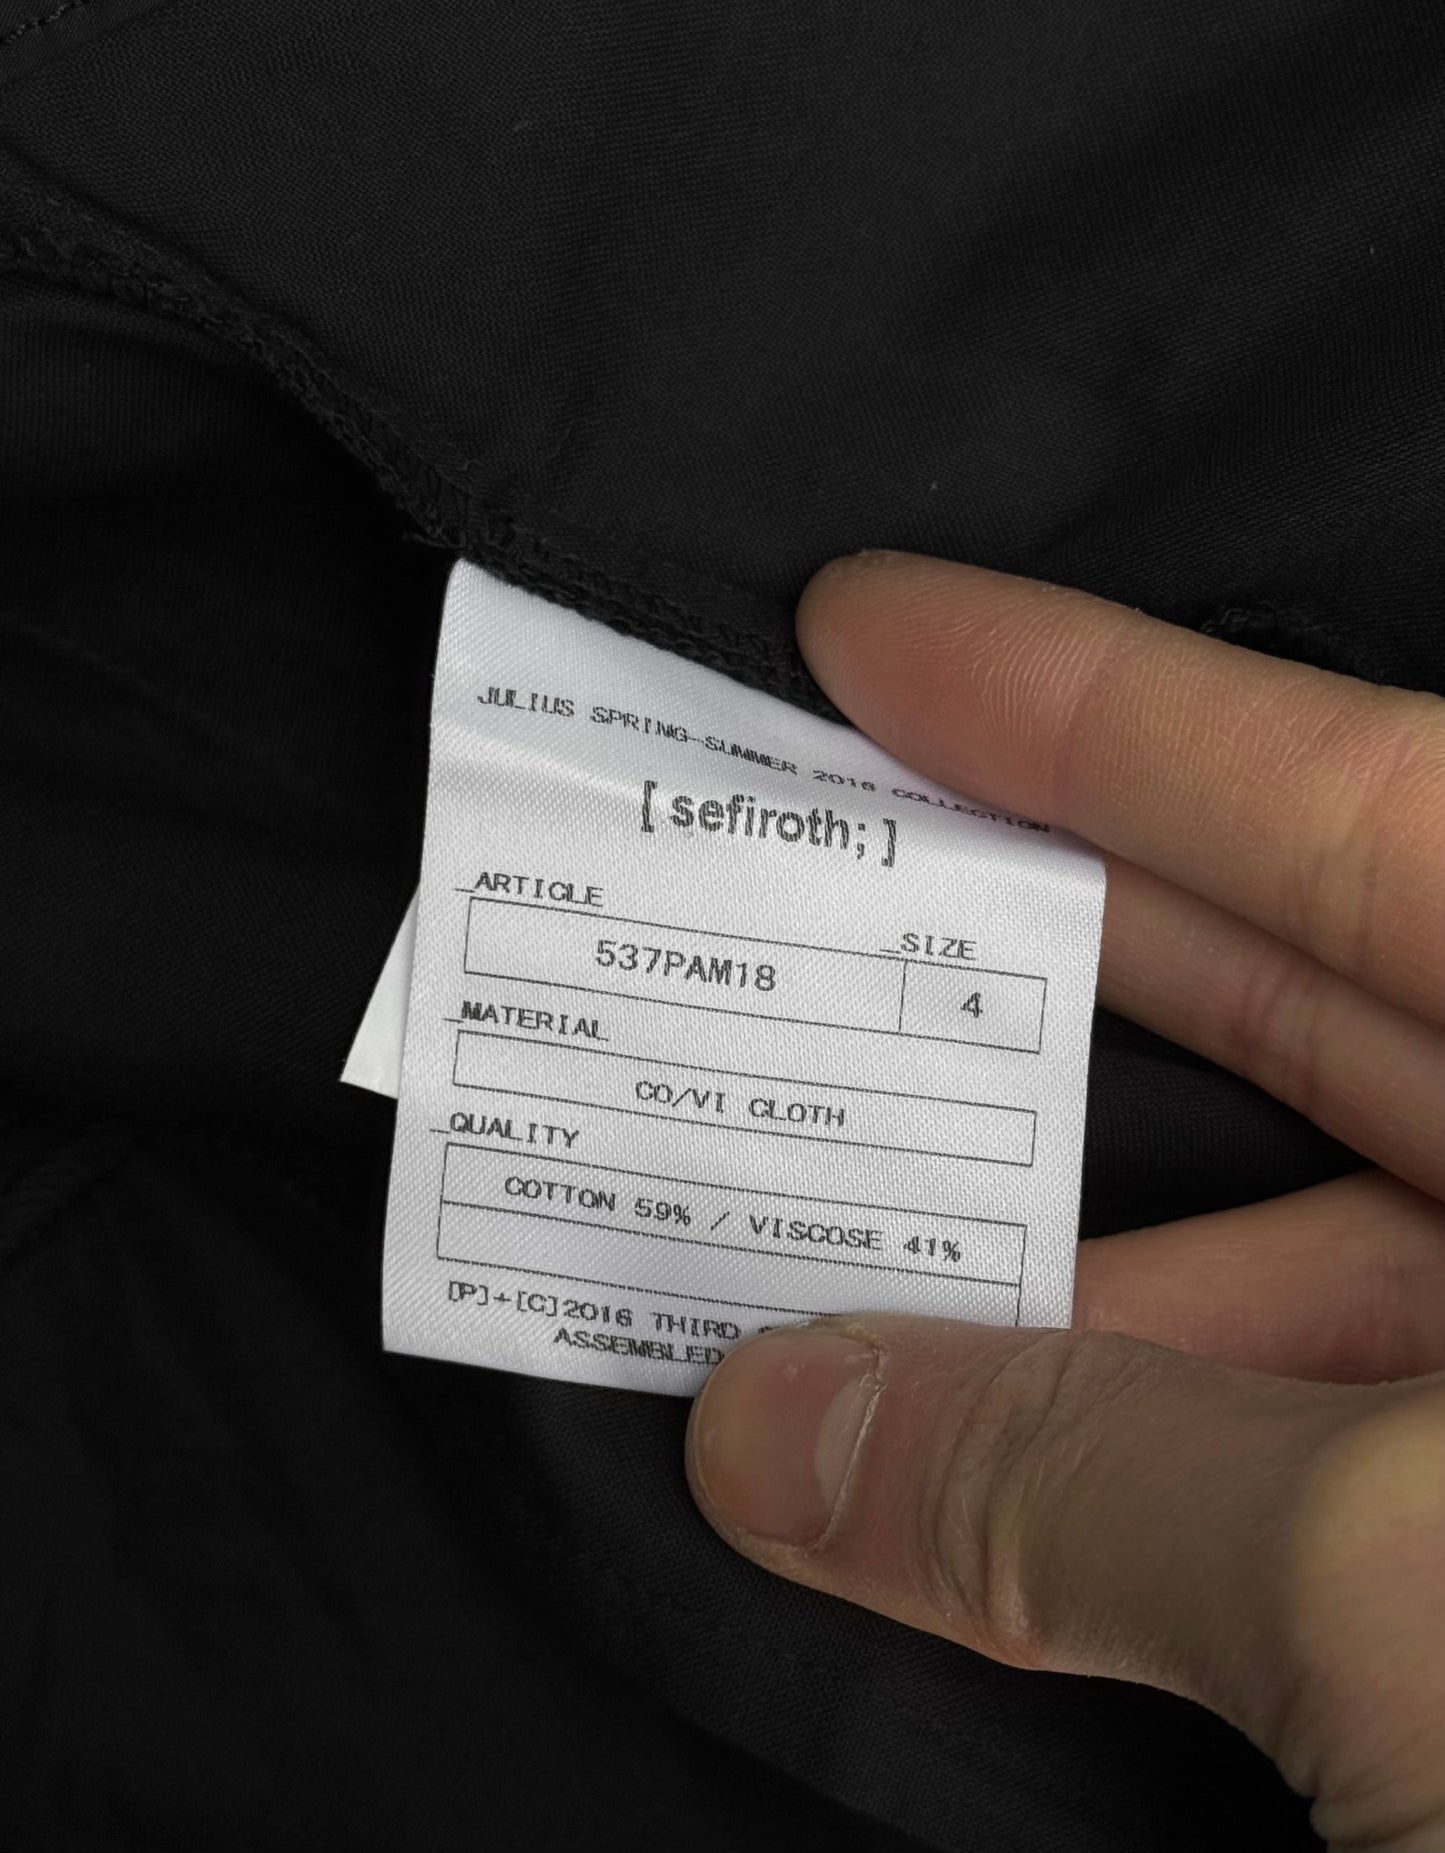 JULIUS SPRING-SUMMER 2016 COLLECTION
[ sefiroth; ]
_ARTICLE
_SIZE
537PAM18
4
_MATERIAL
CO/VI CLOTH
_QUALITY
COTTON 59% / VISCOSE 41%
[P]+[C]2016 THIRD
ASSEMBLED